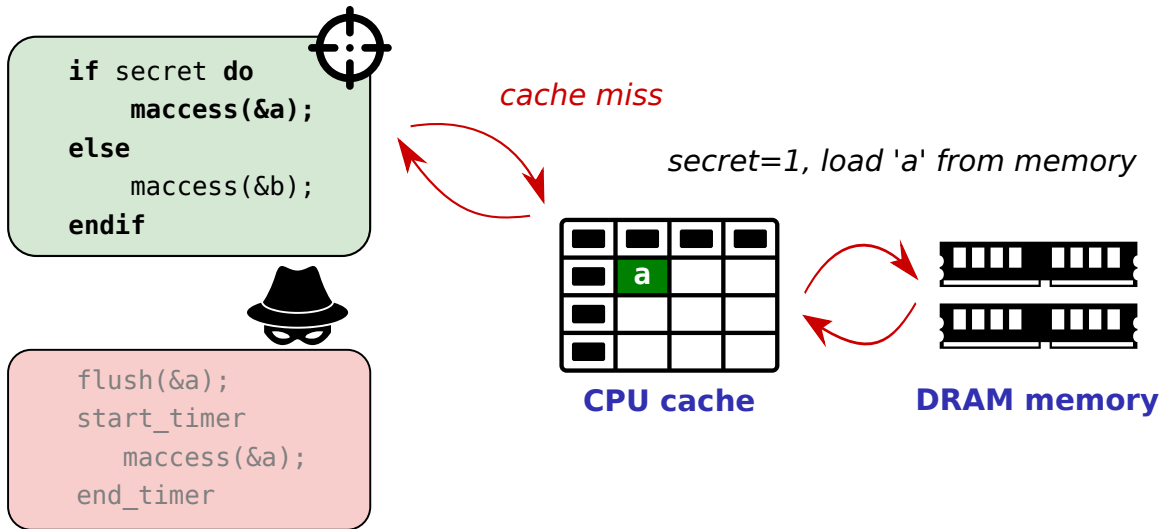 if secret do
maccess(&a);
else
maccess(&b);
endif
cache miss
secret=1, load 'a' from memory
a
CPU cache
DRAM memory
flush(&a);
start_timer
maccess(&a);
end_timer